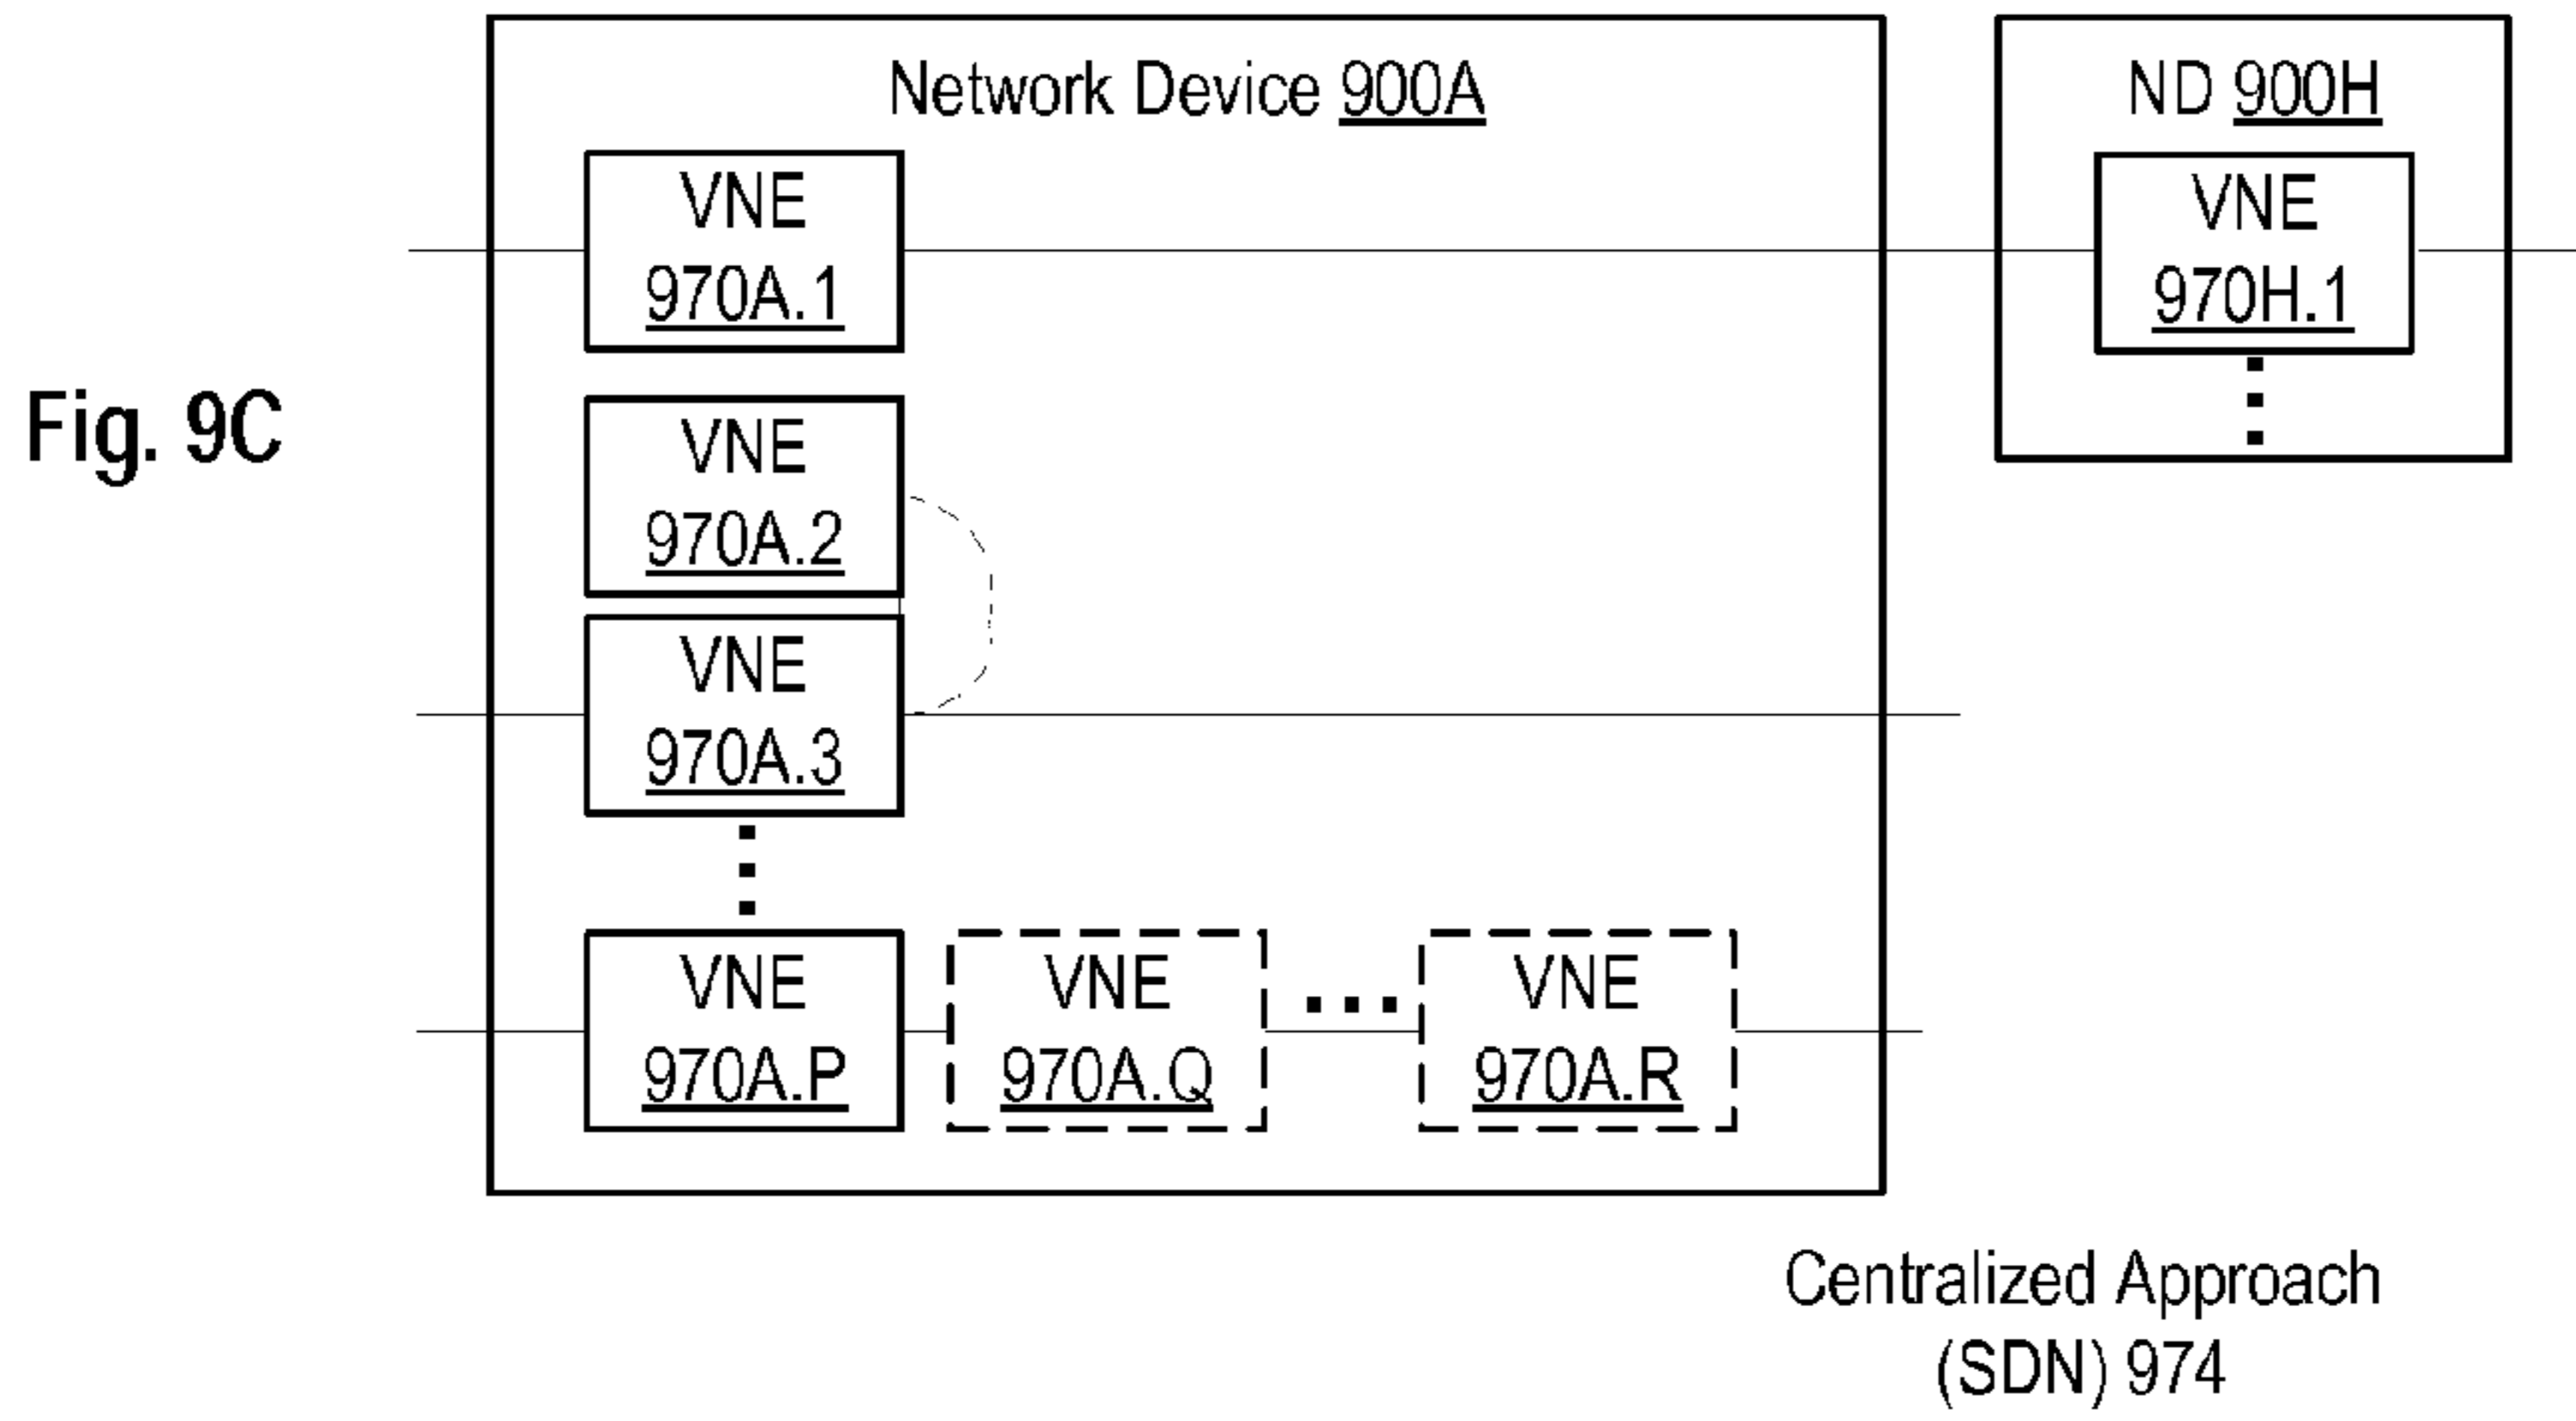 Fig. 9C
Network Device 900A
VNE
970A.1
VNE
970A.2
VNE
970A.3
VNE
970A.P
VNE
970A.Q
VNE
970A.R
ND 900H
VNE
970H.1
Centralized Approach
(SDN) 974